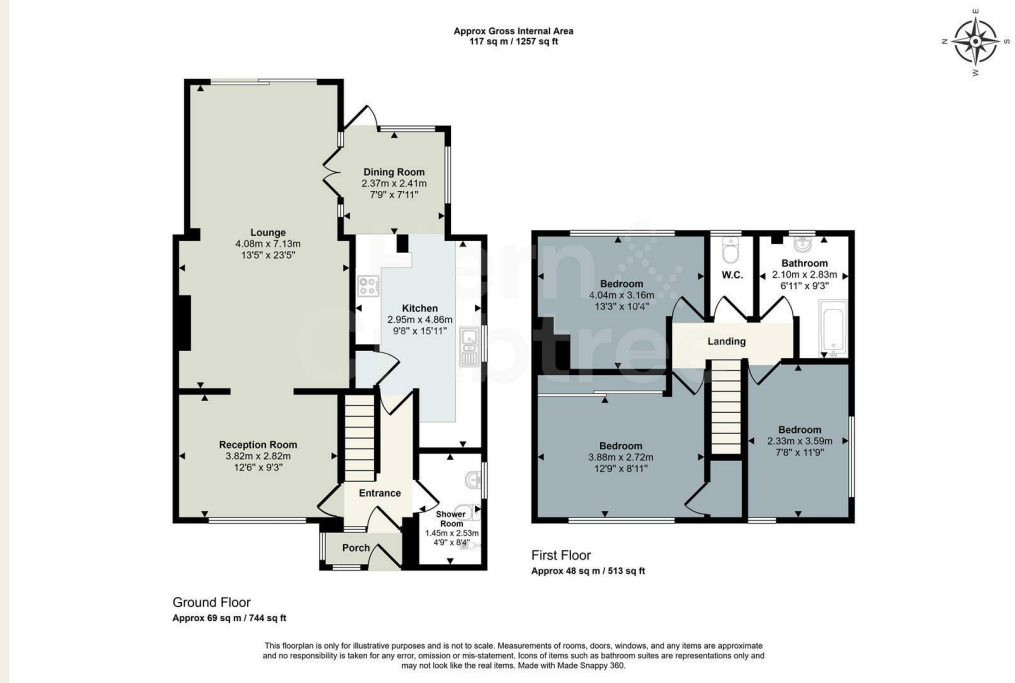 Approx Gross Internal Area
117 sq m / 1257 sq ft
E
N
S
W
Dining Room
2.37m x 2.41m
7'9" x 7'11"
Lounge
4.08m x 7.13m
13'5" x 23'5"
Kitchen
2.95m x 4.86m
9'8" x 15'11"
Reception Room
3.82m x 2.82m
12'6" x 9'3"
Entrance
Shower
Room
1.45m x 2.53m
4'9" x 8'4"
Porch
Ground Floor
Approx 69 sq m / 744 sq ft
Bedroom
4.04m x 3.16m
13'3" x 10'4"
W.C.
Bathroom
2.10m x 2.83m
6'11" x 9'3"
Landing
Bedroom
3.88m x 2.72m
12'9" x 8'11"
Bedroom
2.33m x 3.59m
7'8" x 11'9"
First Floor
Approx 48 sq m / 513 sq ft
This floorplan is only for illustrative purposes and is not to scale. Measurements of rooms, doors, windows, and any items are approximate
and no responsibility is taken for any error, omission or mis-statement. Icons of items such as bathroom suites are representations only and
may not look like the real items. Made with Made Snappy 360.